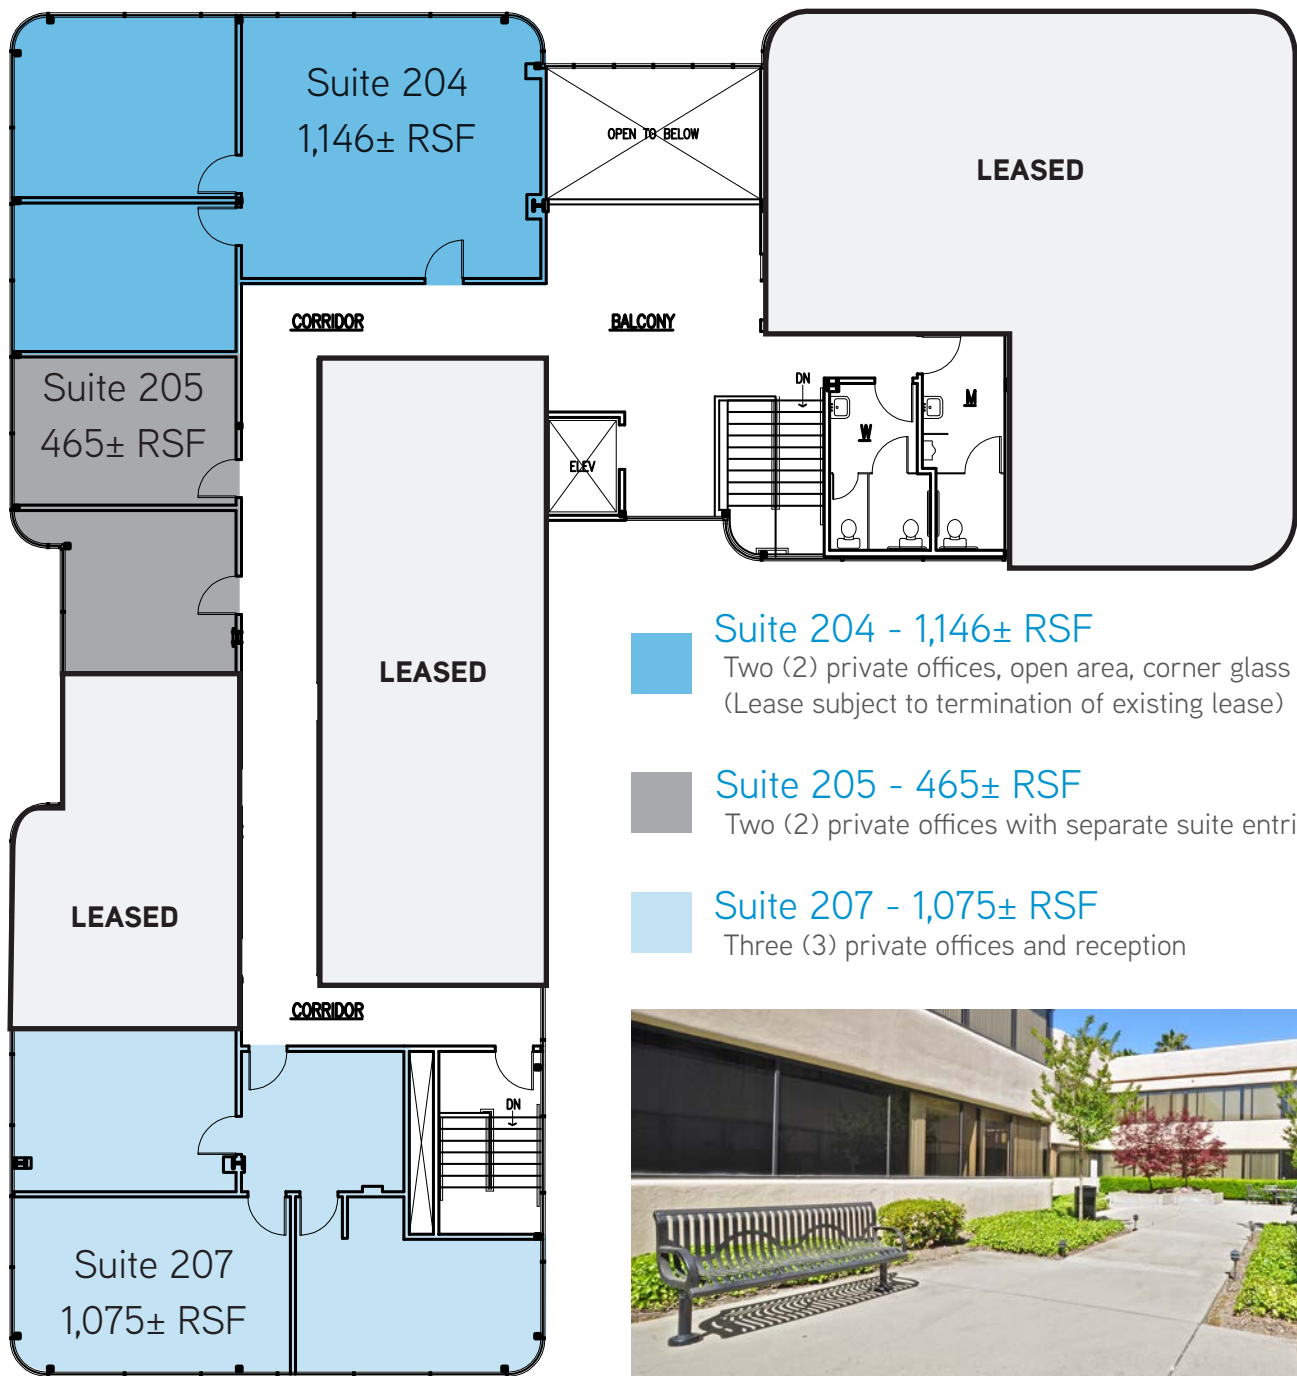 Suite 204
1,146± RSF
OPEN TO BELOW
LEASED
CORRIDOR
BALCONY
Suite 205
465± RSF
DN
M
W
ELEV
LEASED
Suite 204 - 1,146± RSF
Two (2) private offices, open area, corner glass
(Lease subject to termination of existing lease)
Suite 205 - 465± RSF
Two (2) private offices with separate suite entri
LEASED
Suite 207 - 1,075± RSF
Three (3) private offices and reception
CORRIDOR
DN
Suite 207
1,075± RSF